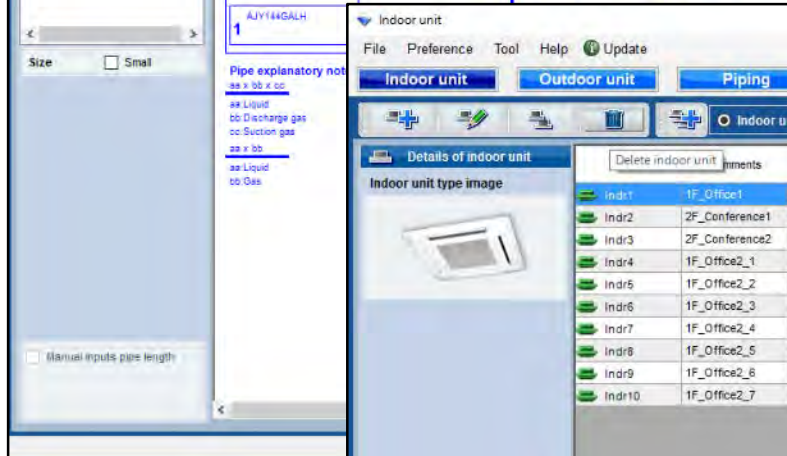 AJY144GALH
1
Size
Small
Pipe explanatory not
aa x bb x cc
aa:Liquid
bb:Discharge gas
cc:Suction gas
aa x bb
aa:Liquid
bb:Gas
Manual inputs pipe length
Indoor unit
File Preference Tool Help Update
Indoor unit Outdoor unit Piping
Indoor u
Details of indoor unit
Delete indoor unit
mments
Indoor unit type image
Indr1 1F_Office1
Indr2 2F_Conference1
Indr3 2F_Conference2
Indr4 1F_Office2_1
Indr5 1F_Office2_2
Indr6 1F_Office2_3
Indr7 1F_Office2_4
Indr8 1F_Office2_5
Indr9 1F_Office2_6
Indr10 1F_Office2_7